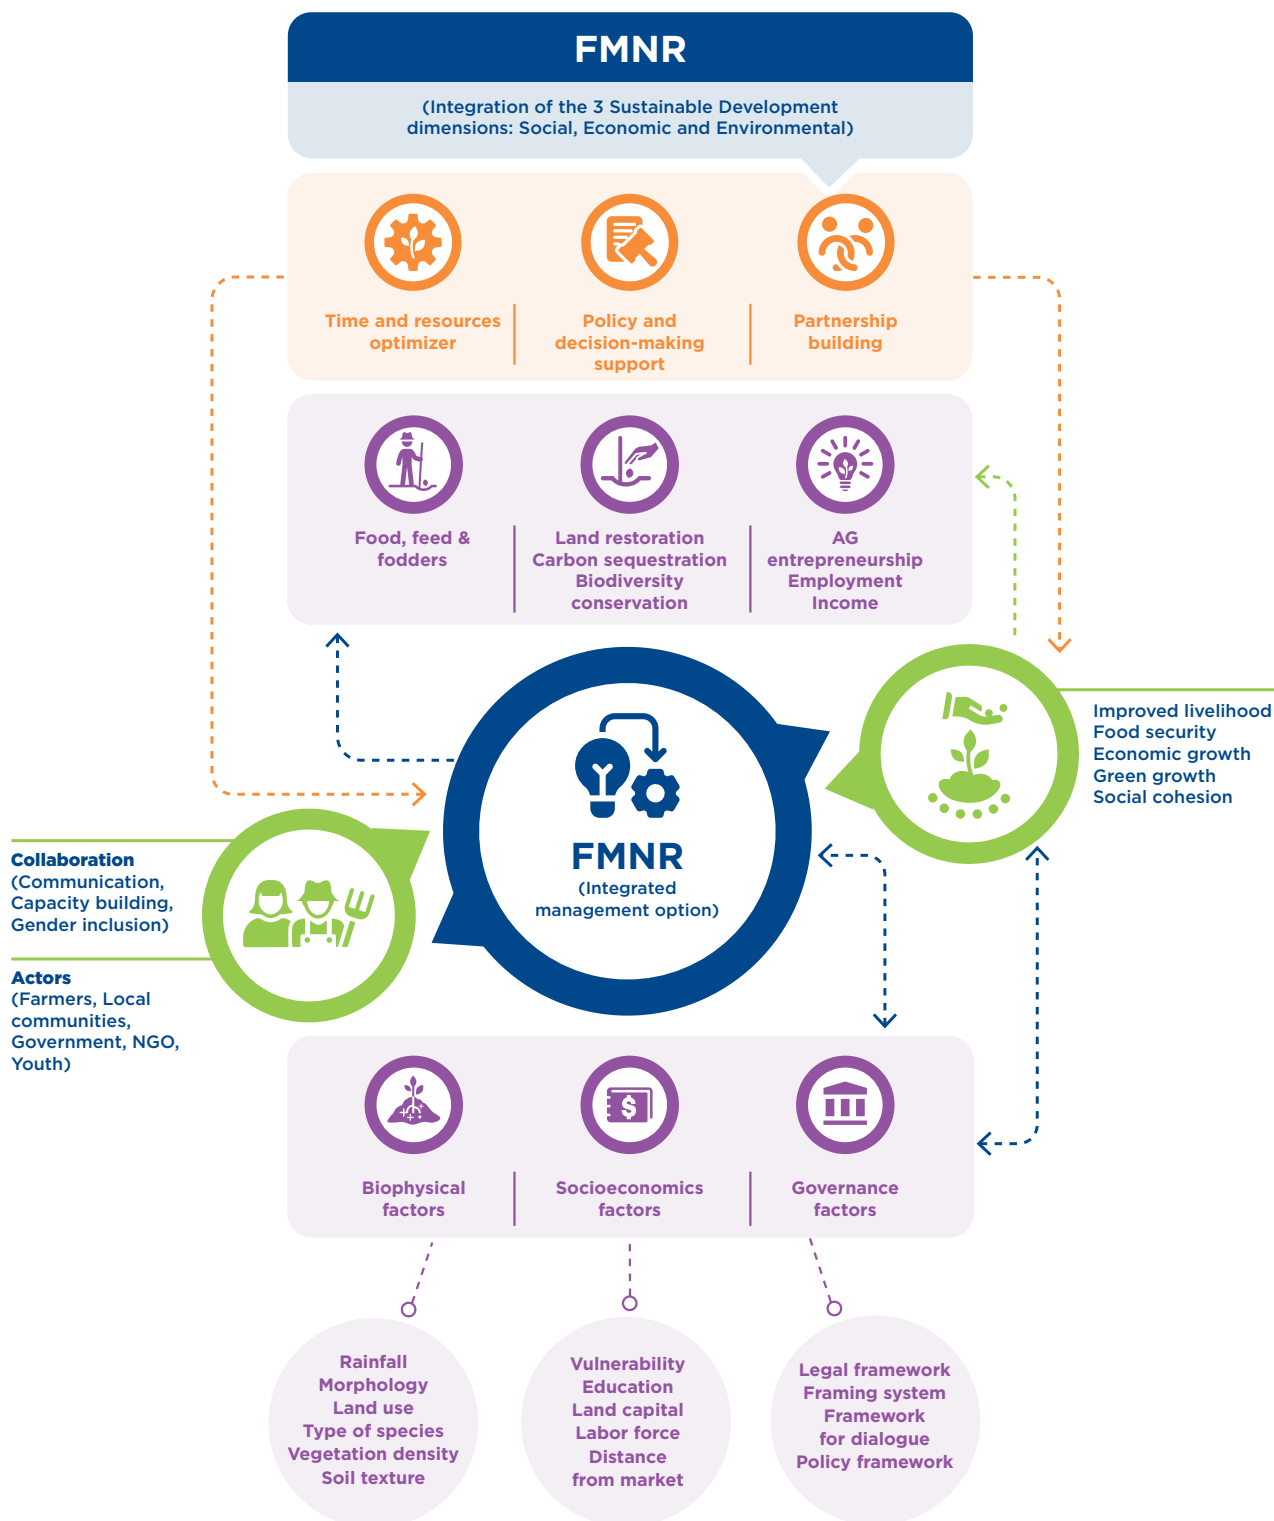 FMNR
(Integration of the 3 Sustainable Development
dimensions: Social, Economic and Environmental)
Time and resources
optimizer
Policy and
decision-making
support
Partnership
building
Food, feed &
fodders
Land restoration
Carbon sequestration
Biodiversity
conservation
AG
entrepreneurship
Employment
Income
Improved livelihood
Food security
Economic growth
Green growth
Social cohesion
FMNR
(Integrated
management option)
Collaboration
(Communication,
Capacity building,
Gender inclusion)
Actors
(Farmers, Local
communities,
Government, NGO,
Youth)
$
Biophysical
factors
Socioeconomics
factors
Governance
factors
Rainfall
Morphology
Land use
Type of species
Vegetation density
Soil texture
Vulnerability
Education
Land capital
Labor force
Distance
from market
Legal framework
Framing system
Framework
for dialogue
Policy framework